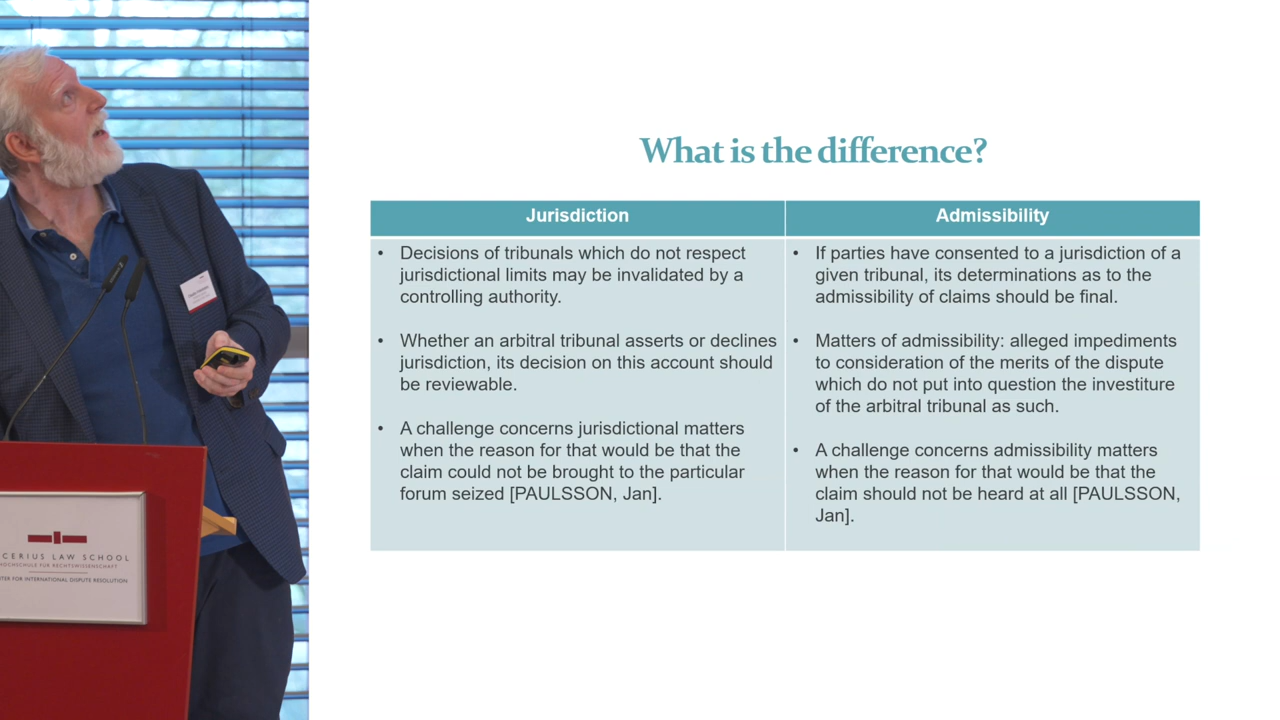 What is the difference?
Jurisdiction
• Decisions of tribunals which do not respect
jurisdictional limits may be invalidated by a
controlling authority.
• Whether an arbitral tribunal asserts or declines
jurisdiction, its decision on this account should
be reviewable.
• A challenge concerns jurisdictional matters
when the reason for that would be that the
claim could not be brought to the particular
forum seized [PAULSSON, Jan].
Admissibility
• If parties have consented to a jurisdiction of a
given tribunal, its determinations as to the
admissibility of claims should be final.
• Matters of admissibility: alleged impediments
to consideration of the merits of the dispute
which do not put into question the investiture
of the arbitral tribunal as such.
• A challenge concerns admissibility matters
when the reason for that would be that the
claim should not be heard at all [PAULSSON,
Jan].
CERIUS LAW SCHOOL
HOCHSCHULE FÜR RECHTSWISSENSCHAFT
TER FOR INTERNATIONAL DISPUTE RESOLUTION